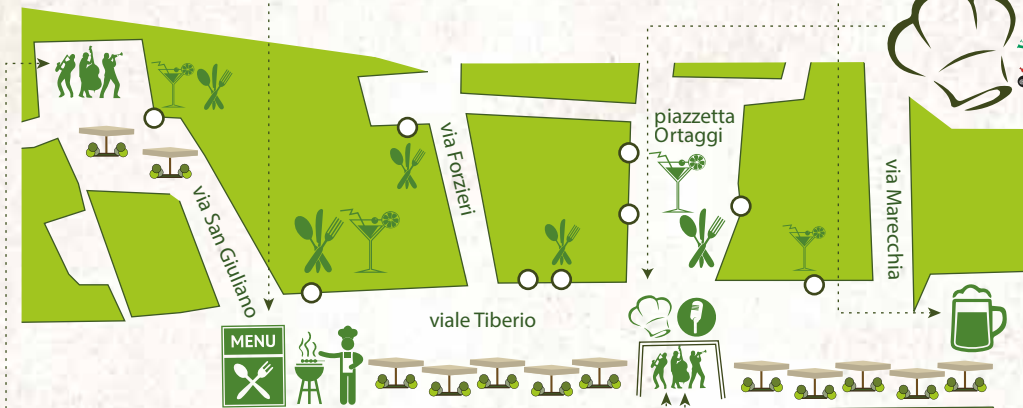 piazzetta
Ortaggi
via Forzieri
via Marecchia
via San Giuliano
viale Tiberio
MENU